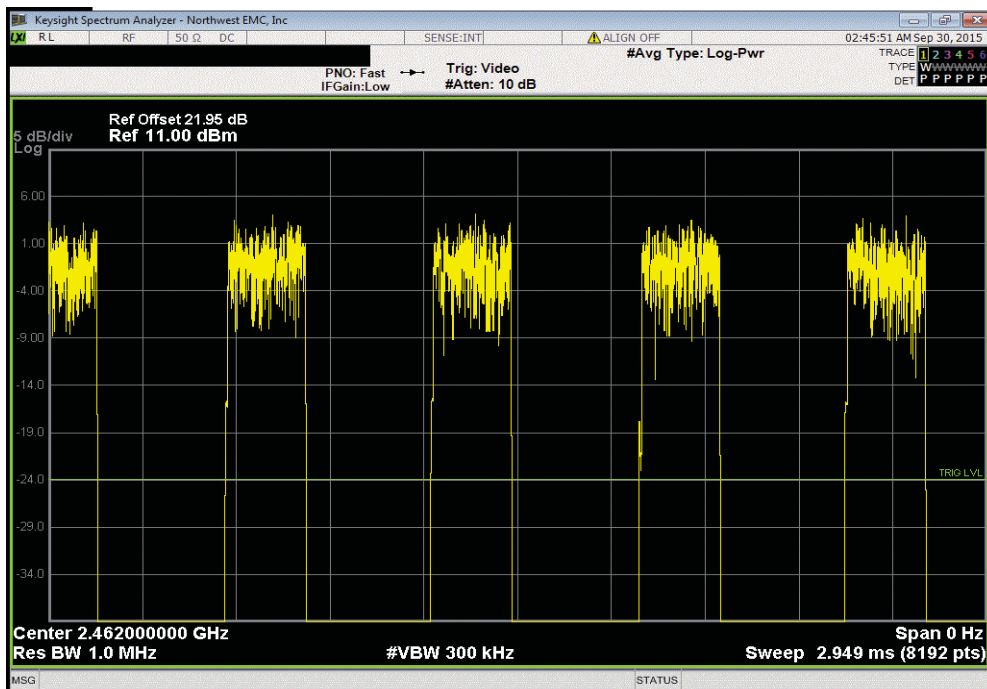 Keysight Spectrum Analyzer - Northwest EMC, Inc
LXI RL RF 50 Ω DC SENSE:INT ALIGN OFF 02:45:51 AM Sep 30, 2015
#Avg Type: Log-Pwr
TRACE 1 2 3 4 5 6
PNO: Fast Trig: Video
TYPE WWWWWW
IFGain:Low #Atten: 10 dB
DET P P P P P P
Ref Offset 21.95 dB
5 dB/div Ref 11.00 dBm
Log
6.00
1.00
-4.00
-9.00
-14.0
-19.0
-24.0
TRIG LVL
-29.0
-34.0
Center 2.462000000 GHz Span 0 Hz
Res BW 1.0 MHz #VBW 300 kHz Sweep 2.949 ms (8192 pts)
MSG STATUS